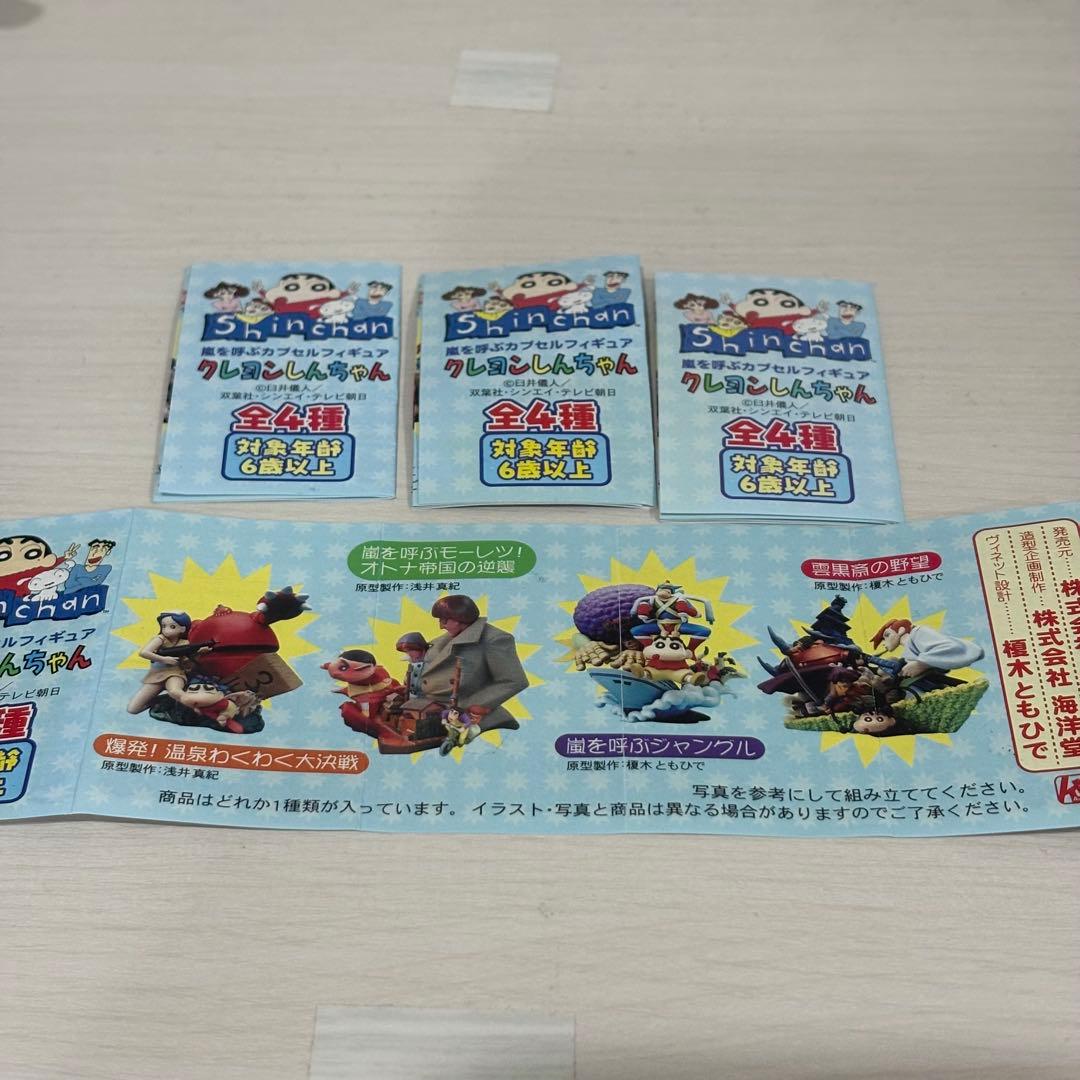 Shinchan
嵐を呼ぶカプセルフィギュア
クレヨンしんちゃん
©臼井儀人／
双葉社・シンエイ・テレビ朝日
全4種
対象年齢
6歳以上
Shinchan
嵐を呼ぶカプセルフィギュア
クレヨンしんちゃん
©臼井儀人／
双葉社・シンエイ・テレビ朝日
全4種
対象年齢
6歳以上
Shinchan
嵐を呼ぶカプセルフィギュア
クレヨンしんちゃん
©臼井儀人／
双葉社・シンエイ・テレビ朝日
全4種
対象年齢
6歳以上
inchan
ルフィギュア
んちゃん
テレビ朝日
種
齢
上
爆発！温泉わくわく大決戦
原型製作：浅井真紀
嵐を呼ぶモーレツ！
オトナ帝国の逆襲
原型製作：浅井真紀
嵐を呼ぶジャングル
原型製作：榎木ともひで
雲黒斎の野望
原型製作：榎木ともひで
写真を参考にして組み立ててください。
商品はどれか1種類が入っています。イラスト・写真と商品は異なる場合がありますのでご了承ください。
発売元
株式会
造型企画制作
株式会社 海洋堂
ヴィネット設計
榎木ともひで